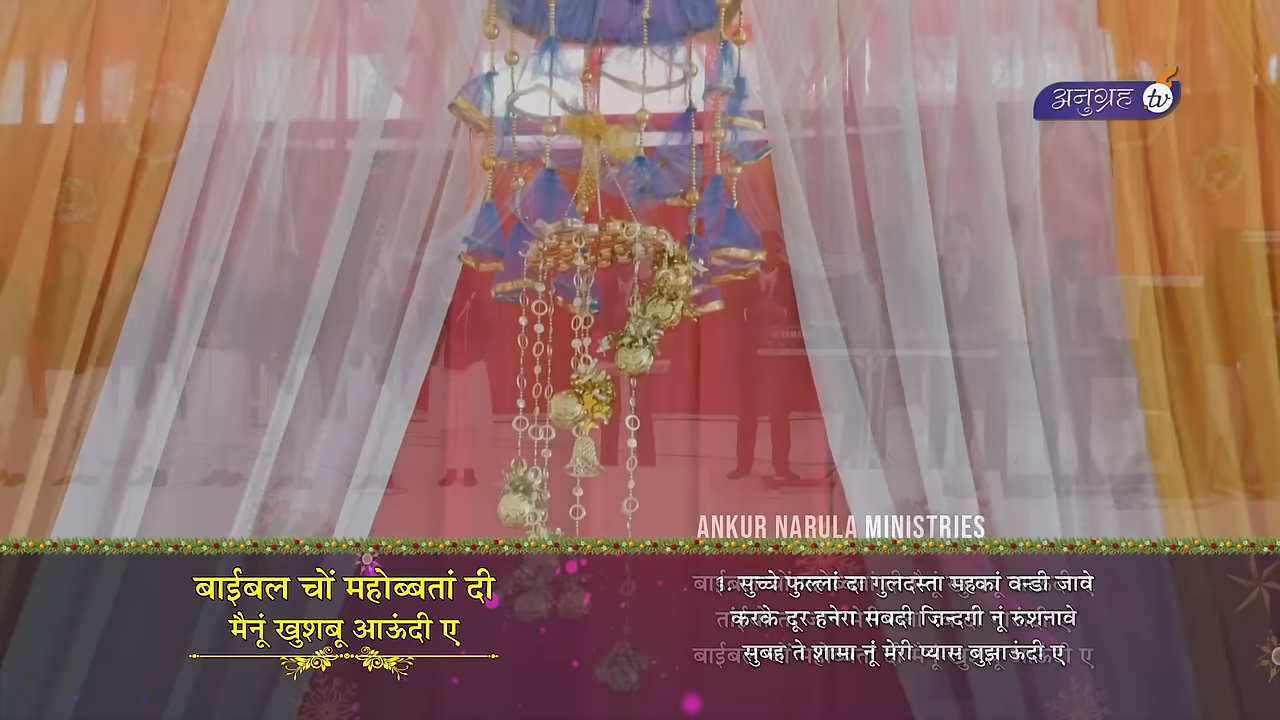 अनुग्रह tv
ANKUR NARULA MINISTRIES
बाईबल चों महोब्बतां दी
मैनूं खुशबू आऊंदी ए
1. सुच्चे फुल्लां दा गुलदस्ता महकां वन्डी जावे
करके दूर हनेरा सबदी ज़िन्दगी नूं रुशनावे
सुबह ते शामा नूं मेरी प्यास बुझाऊंदी ए